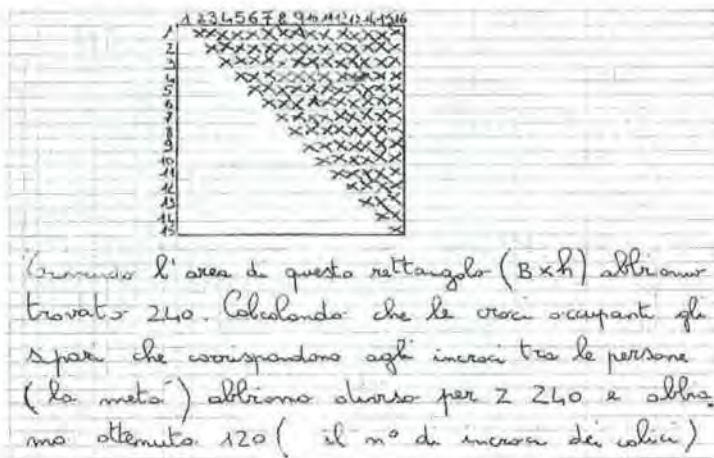 1 2 3 4 5 6 7 8 9 10 11 12 13 14 15 16
1
2
3
4
5
6
7
8
9
10
11
12
13
14
15
l'area di questo rettangolo (B x h) abbiamo
trovato 240. Calcolando che le croci occupanti gli
spazi che corrispondono agli incroci tra le persone
(la metà) abbiamo diviso per 2 240 e abbia
mo ottenuto 120 ( il n° di incroci dei calici)